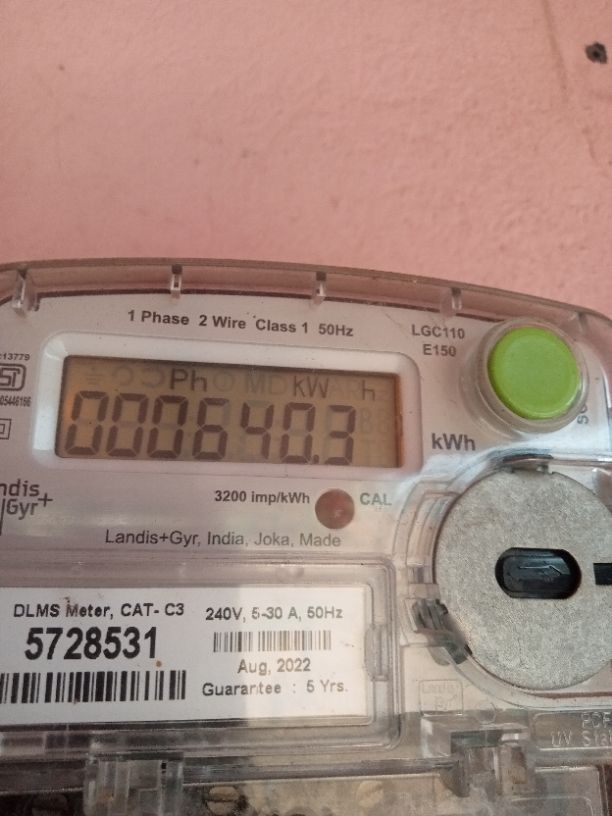 1 Phase 2 Wire Class 1 50Hz
LGC110
E150
Ph MD kW h
000640.3
kWh
3200 imp/kWh
CAL
Gyr+
Landis+Gyr, India, Joka, Made
DLMS Meter, CAT- C3
5728531
240V, 5-30 A, 50Hz
Aug, 2022
Guarantee : 5 Yrs.